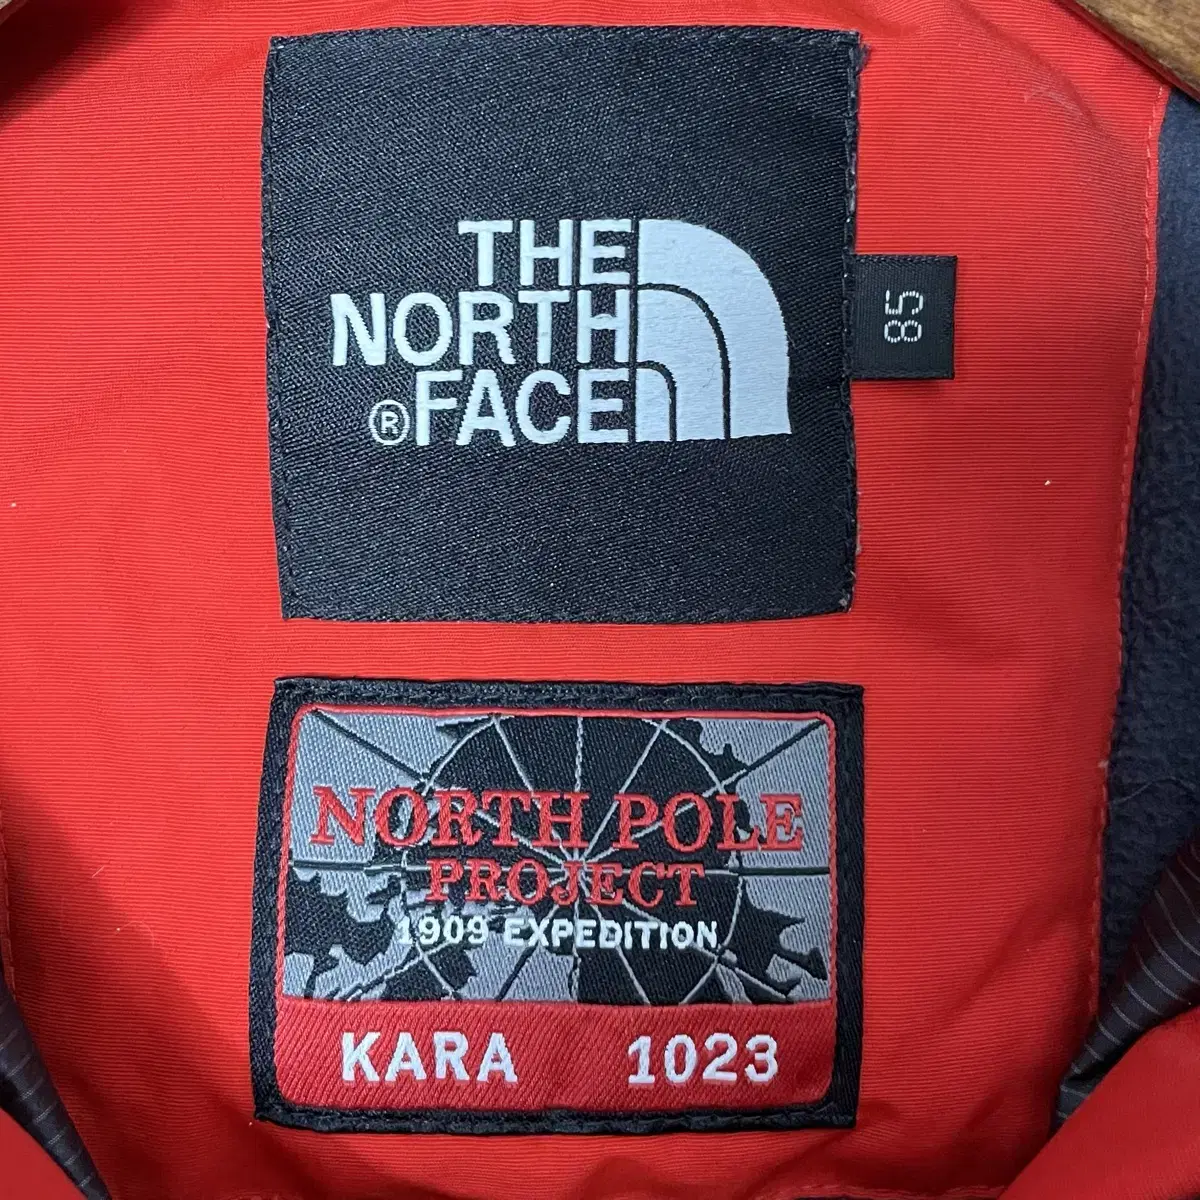 THE
NORTH
®FACE
85
NORTH POLE
PROJECT
1909 EXPEDITION
KARA 1023